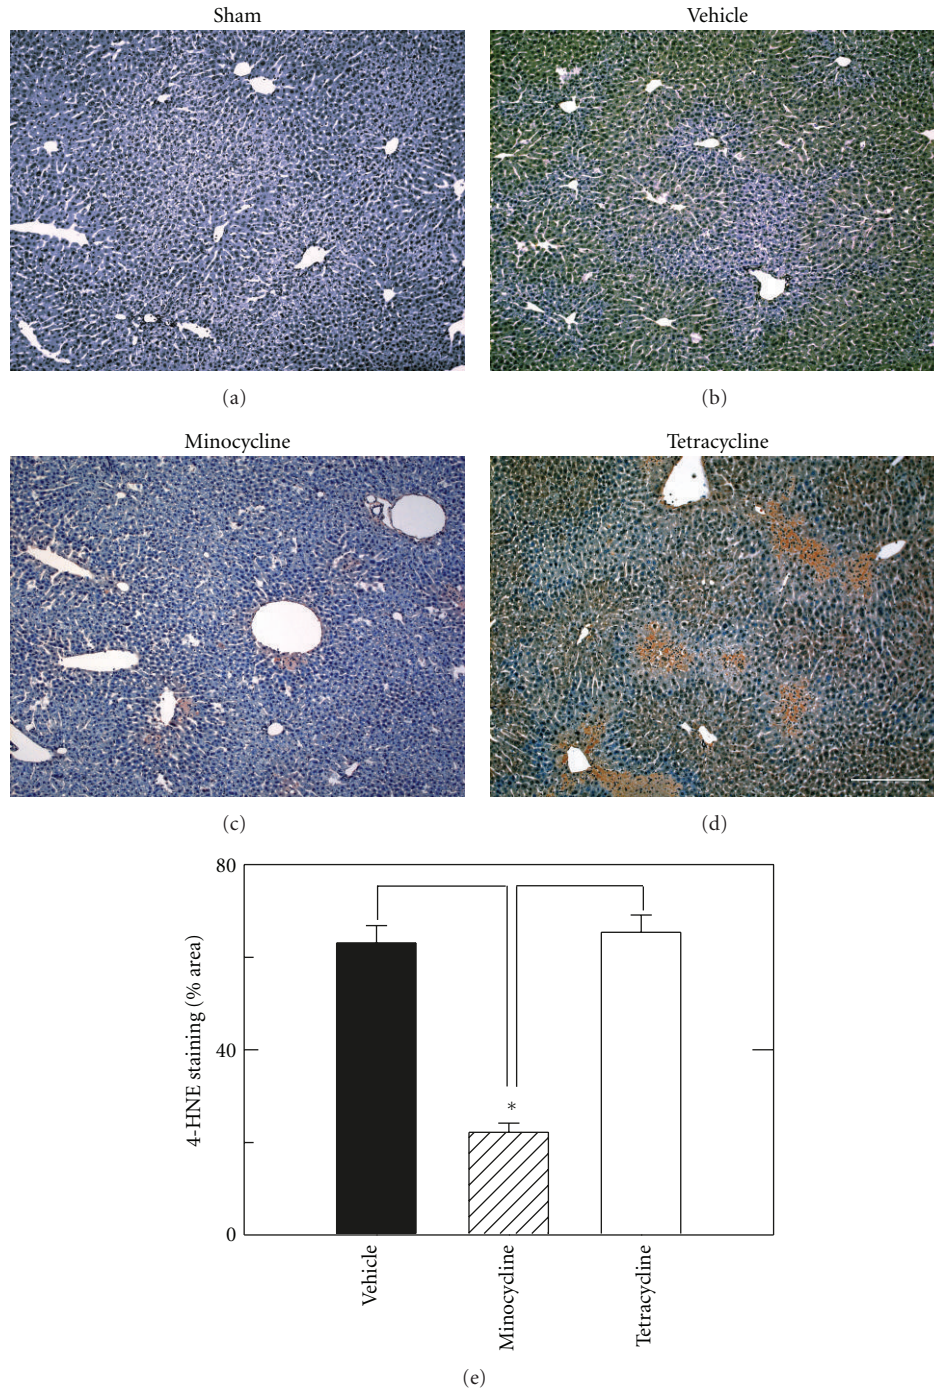 Sham
Vehicle
(a)
(b)
Minocycline
Tetracycline
(c)
(d)
80
40
0
4-HNE staining (% area)
*
Vehicle
Minocycline
Tetracycline
(e)